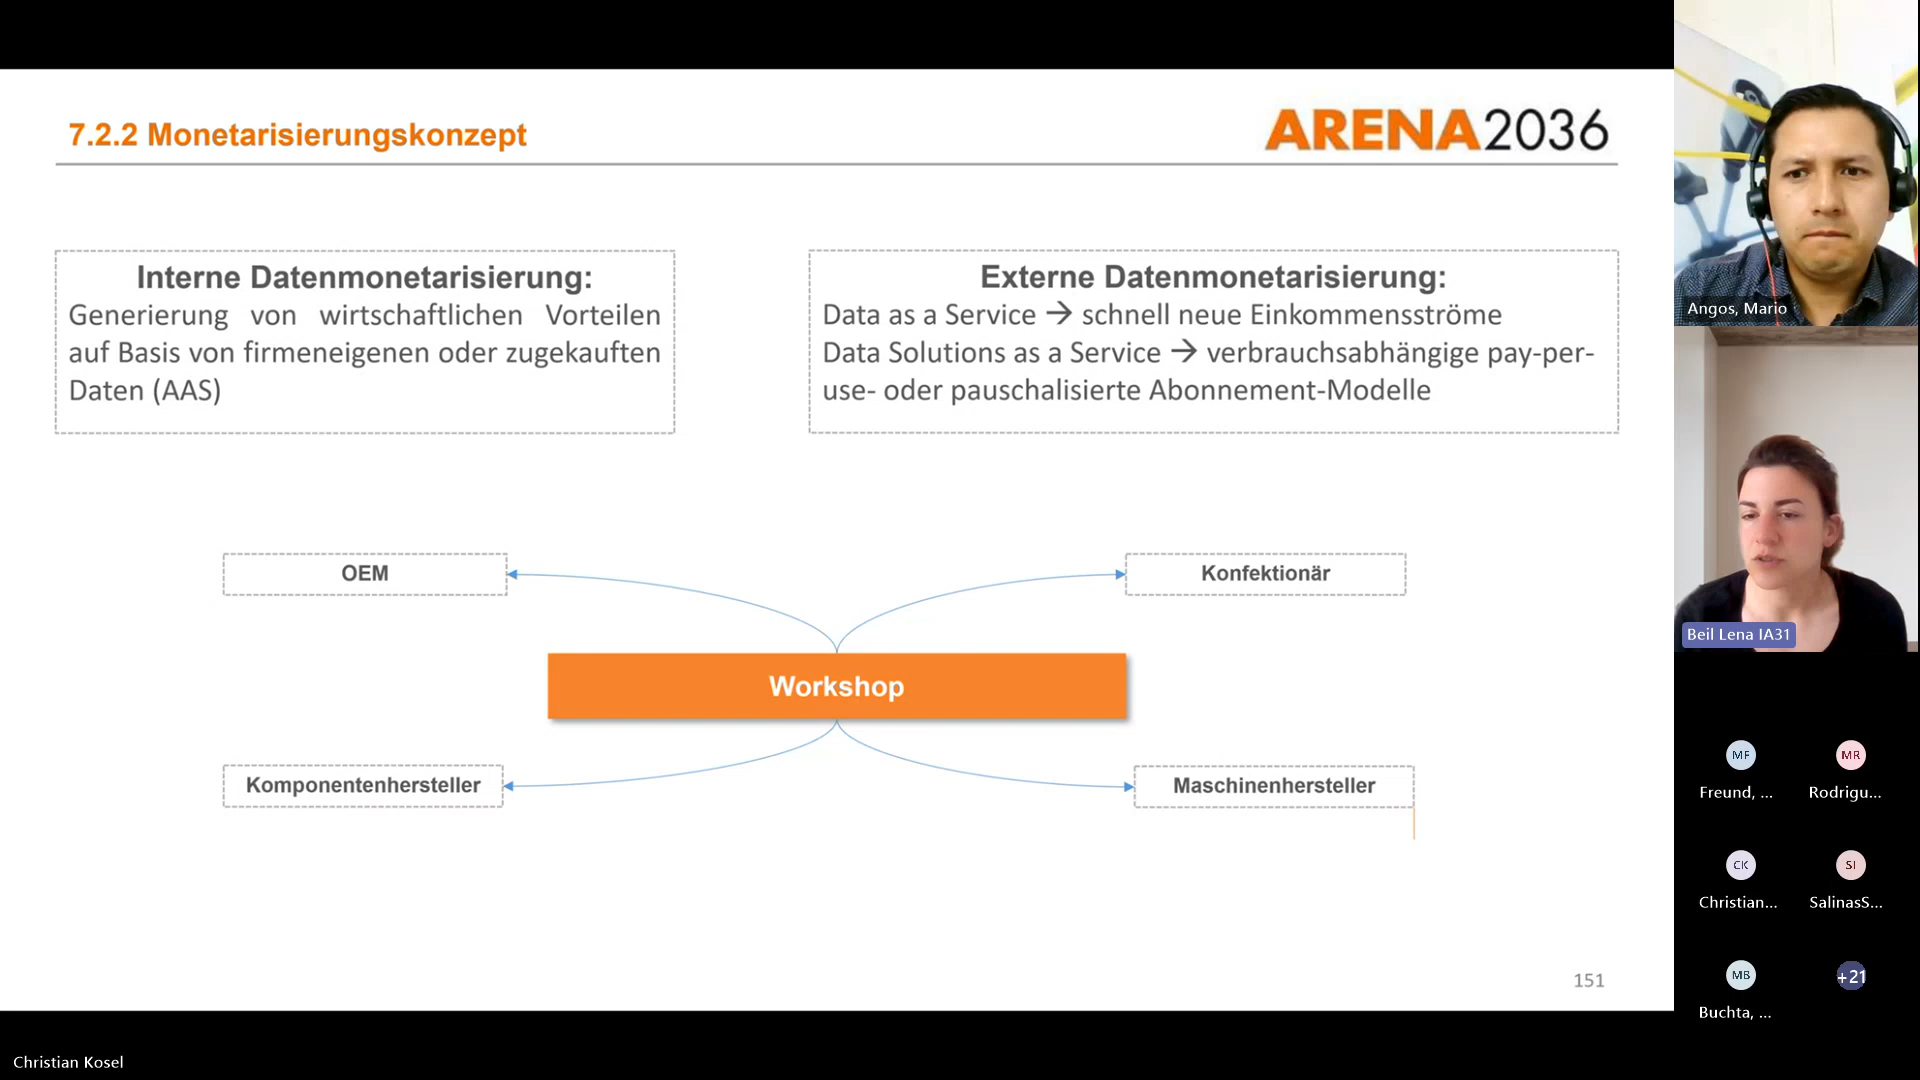 7.2.2 Monetarisierungskonzept
ARENA2036
Interne Datenmonetarisierung:
Generierung von wirtschaftlichen Vorteilen
auf Basis von firmeneigenen oder zugekauften
Daten (AAS)
Externe Datenmonetarisierung:
Data as a Service → schnell neue Einkommensströme
Data Solutions as a Service → verbrauchsabhängige pay-per-
use- oder pauschalisierte Abonnement-Modelle
OEM
Konfektionär
Workshop
Komponentenhersteller
Maschinenhersteller
151
Christian Kosel
Angos, Mario
Beil Lena IA31
MF
Freund, ...
MR
Rodrigu...
CK
Christian...
SI
SalinasS...
MB
Buchta, ...
+21